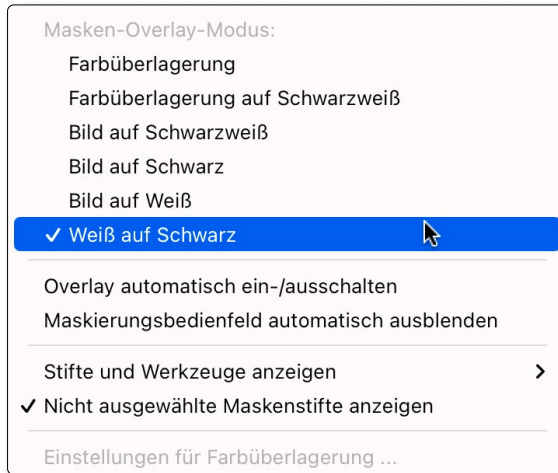 Masken-Overlay-Modus:
Farbüberlagerung
Farbüberlagerung auf Schwarzweiß
Bild auf Schwarzweiß
Bild auf Schwarz
Bild auf Weiß
✓ Weiß auf Schwarz
Overlay automatisch ein-/ausschalten
Maskierungsbedienfeld automatisch ausblenden
Stifte und Werkzeuge anzeigen
✓ Nicht ausgewählte Maskenstifte anzeigen
Einstellungen für Farbüberlagerung ...